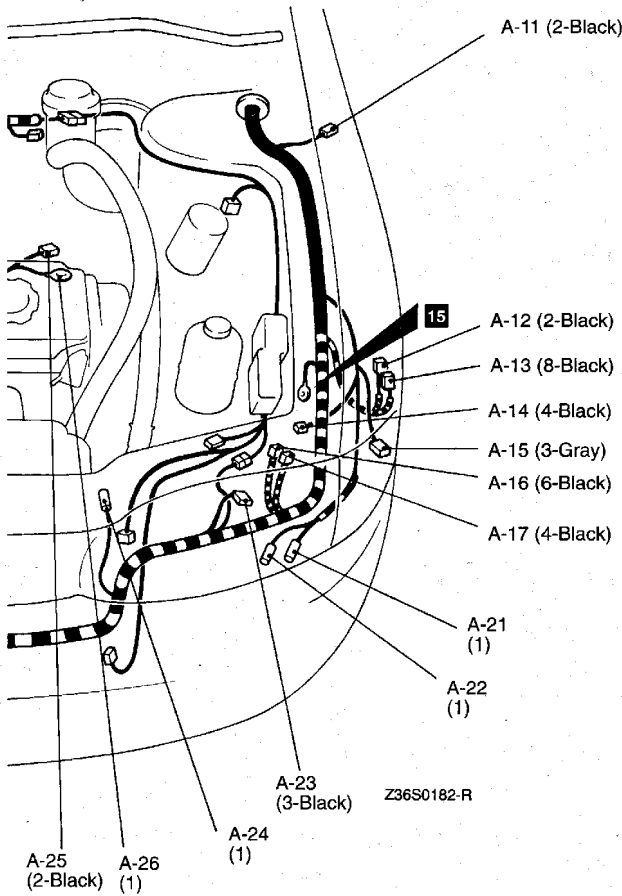 A-11 (2-Black)
15
A-12 (2-Black)
A-13 (8-Black)
A-14 (4-Black)
A-15 (3-Gray)
A-16 (6-Black)
A-17 (4-Black)
A-21
(1)
A-22
(1)
A-23
(3-Black)
Z36S0182-R
A-24
(1)
A-25
(2-Black)
A-26
(1)